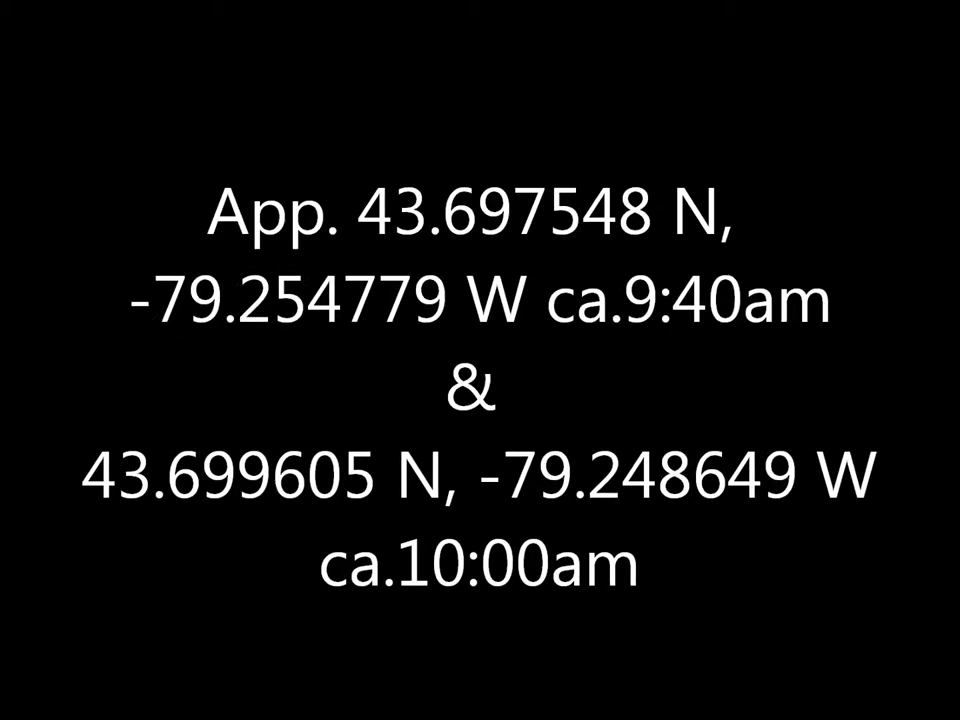 App. 43.697548 N,
-79.254779 W ca.9:40am
&
43.699605 N, -79.248649 W
ca.10:00am